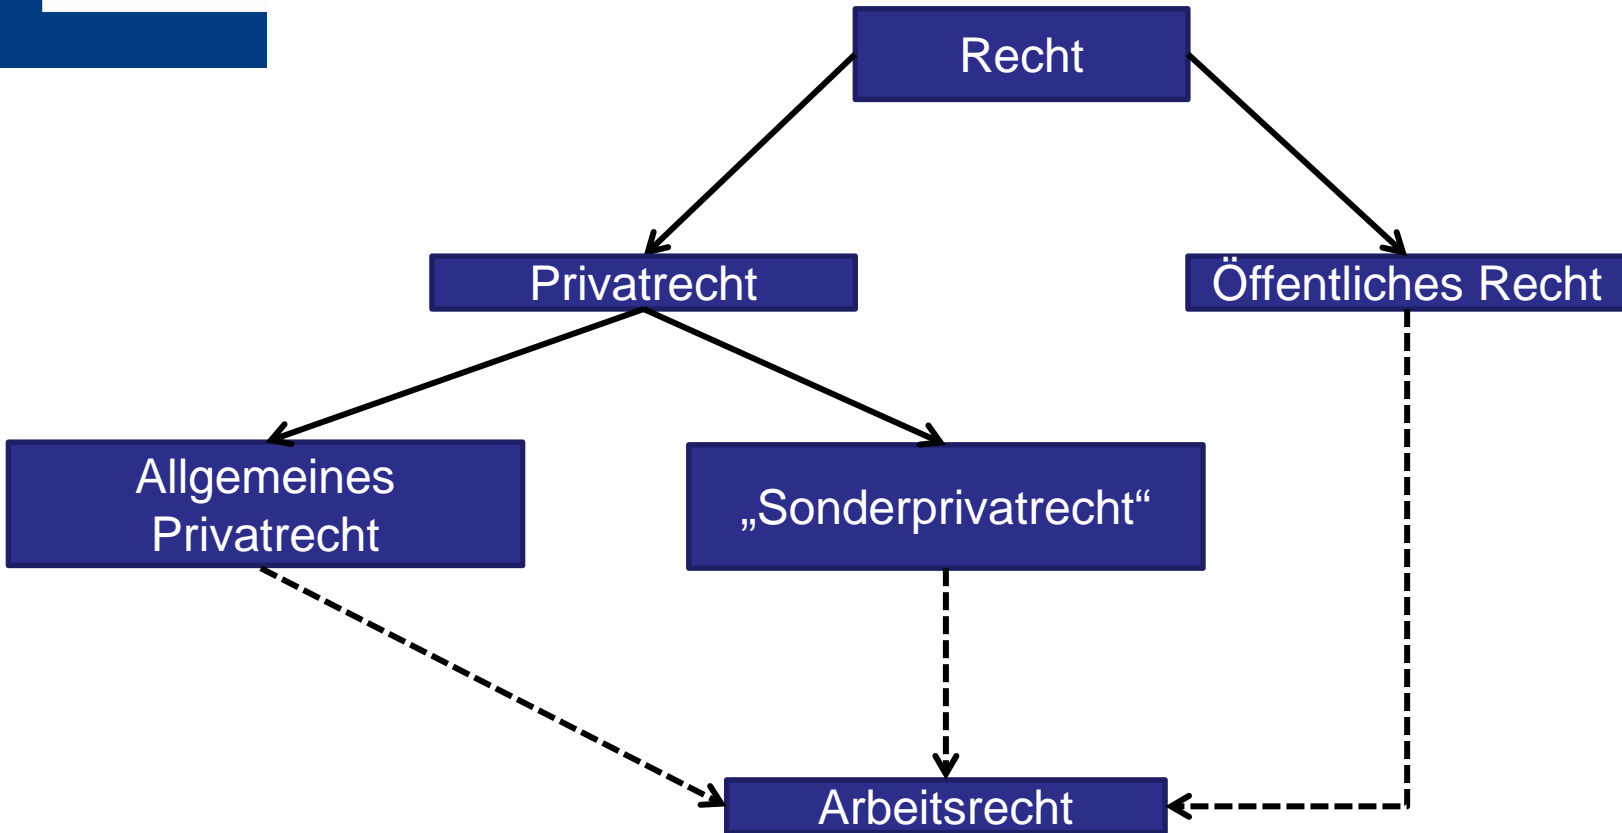 Recht
Privatrecht
Öffentliches Recht
Allgemeines
Privatrecht
„Sonderprivatrecht“
Arbeitsrecht